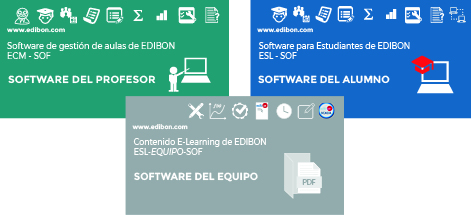 www.edibon.com
Software de gestión de aulas de EDIBON
ECM - SOF
SOFTWARE DEL PROFESOR
www.edibon.com
Software para Estudiantes de EDIBON
ESL - SOF
SOFTWARE DEL ALUMNO
www.edibon.com
Contenido E-Learning de EDIBON
ESL-EQUIPO-SOF
SOFTWARE DEL EQUIPO
PDF